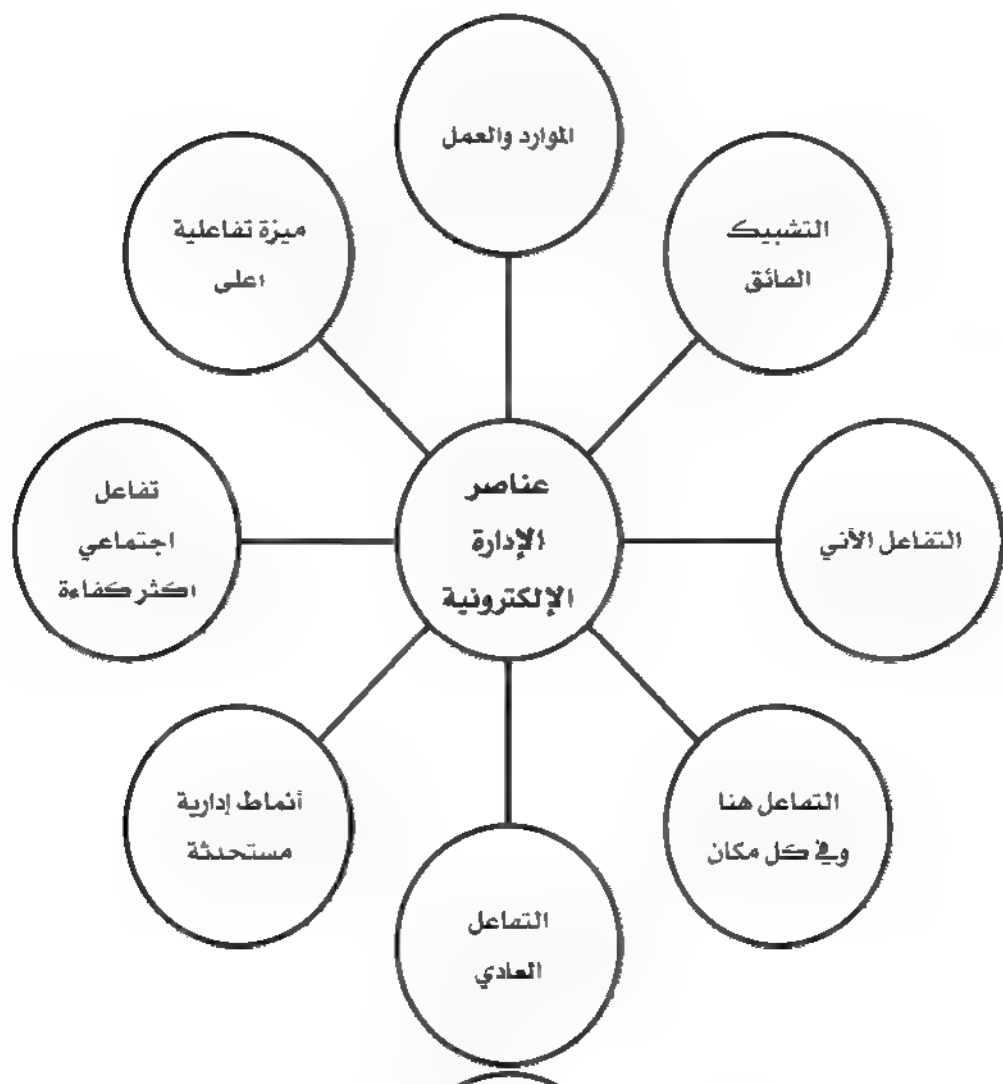 الموارد والعمل
التشبيك
الفائق
التفاعل الآني
التفاعل هنا
وفي كل مكان
التفاعل
العادي
أنماط إدارية
مستحدثة
تفاعل
اجتماعي
اكثر كفاءة
ميزة تفاعلية
اعلى
عناصر
الإدارة
الإلكترونية